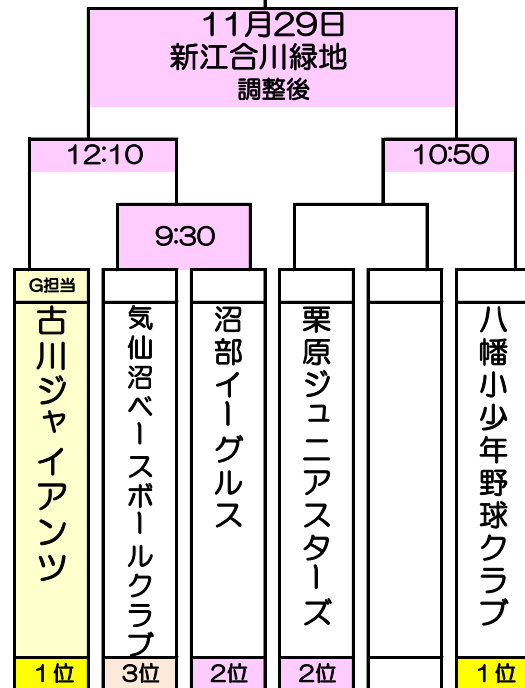 11月29日
新江合川緑地
調整後
12:10
10:50
9:30
G担当
古川ジャイアンツ
気仙沼ベースボールクラブ
沼部イーグルス
栗原ジュニアスターズ
八幡小少年野球クラブ
1位
3位
2位
2位
1位